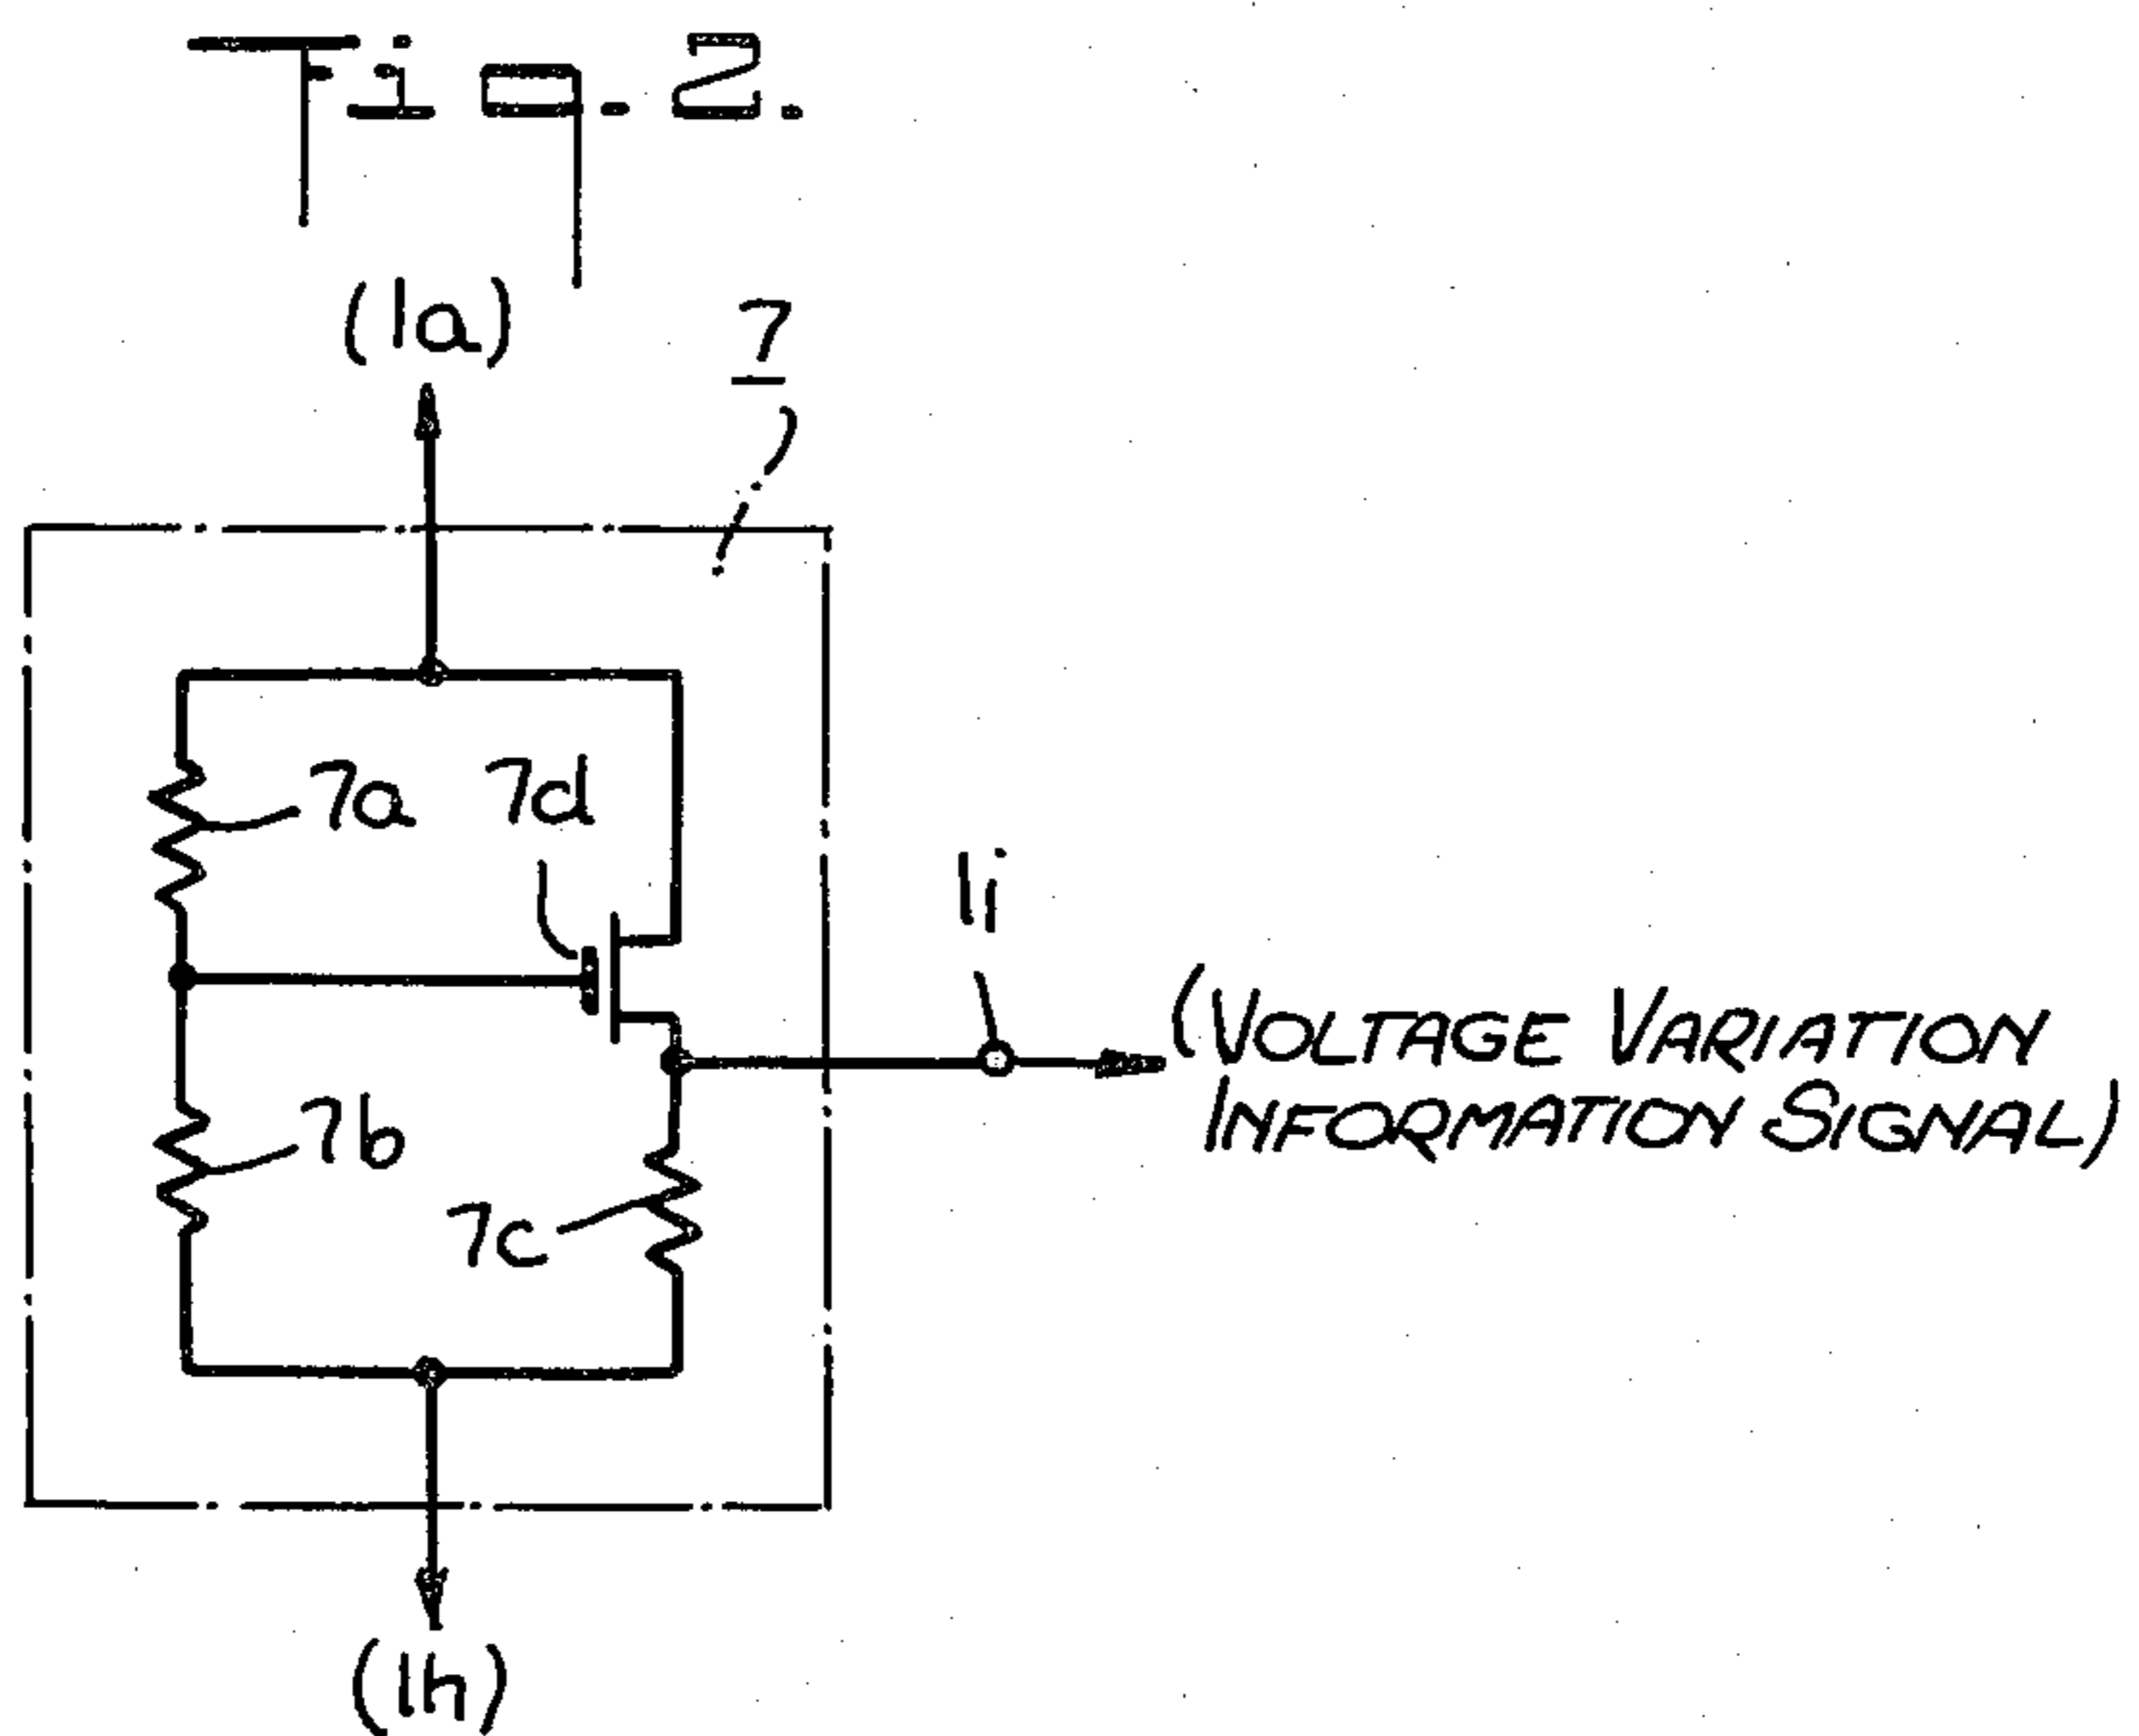 Fig. 2.
(1a)
7
7a
7d
1i
(VOLTAGE VARIATION
INFORMATION SIGNAL)
7b
7c
(1h)